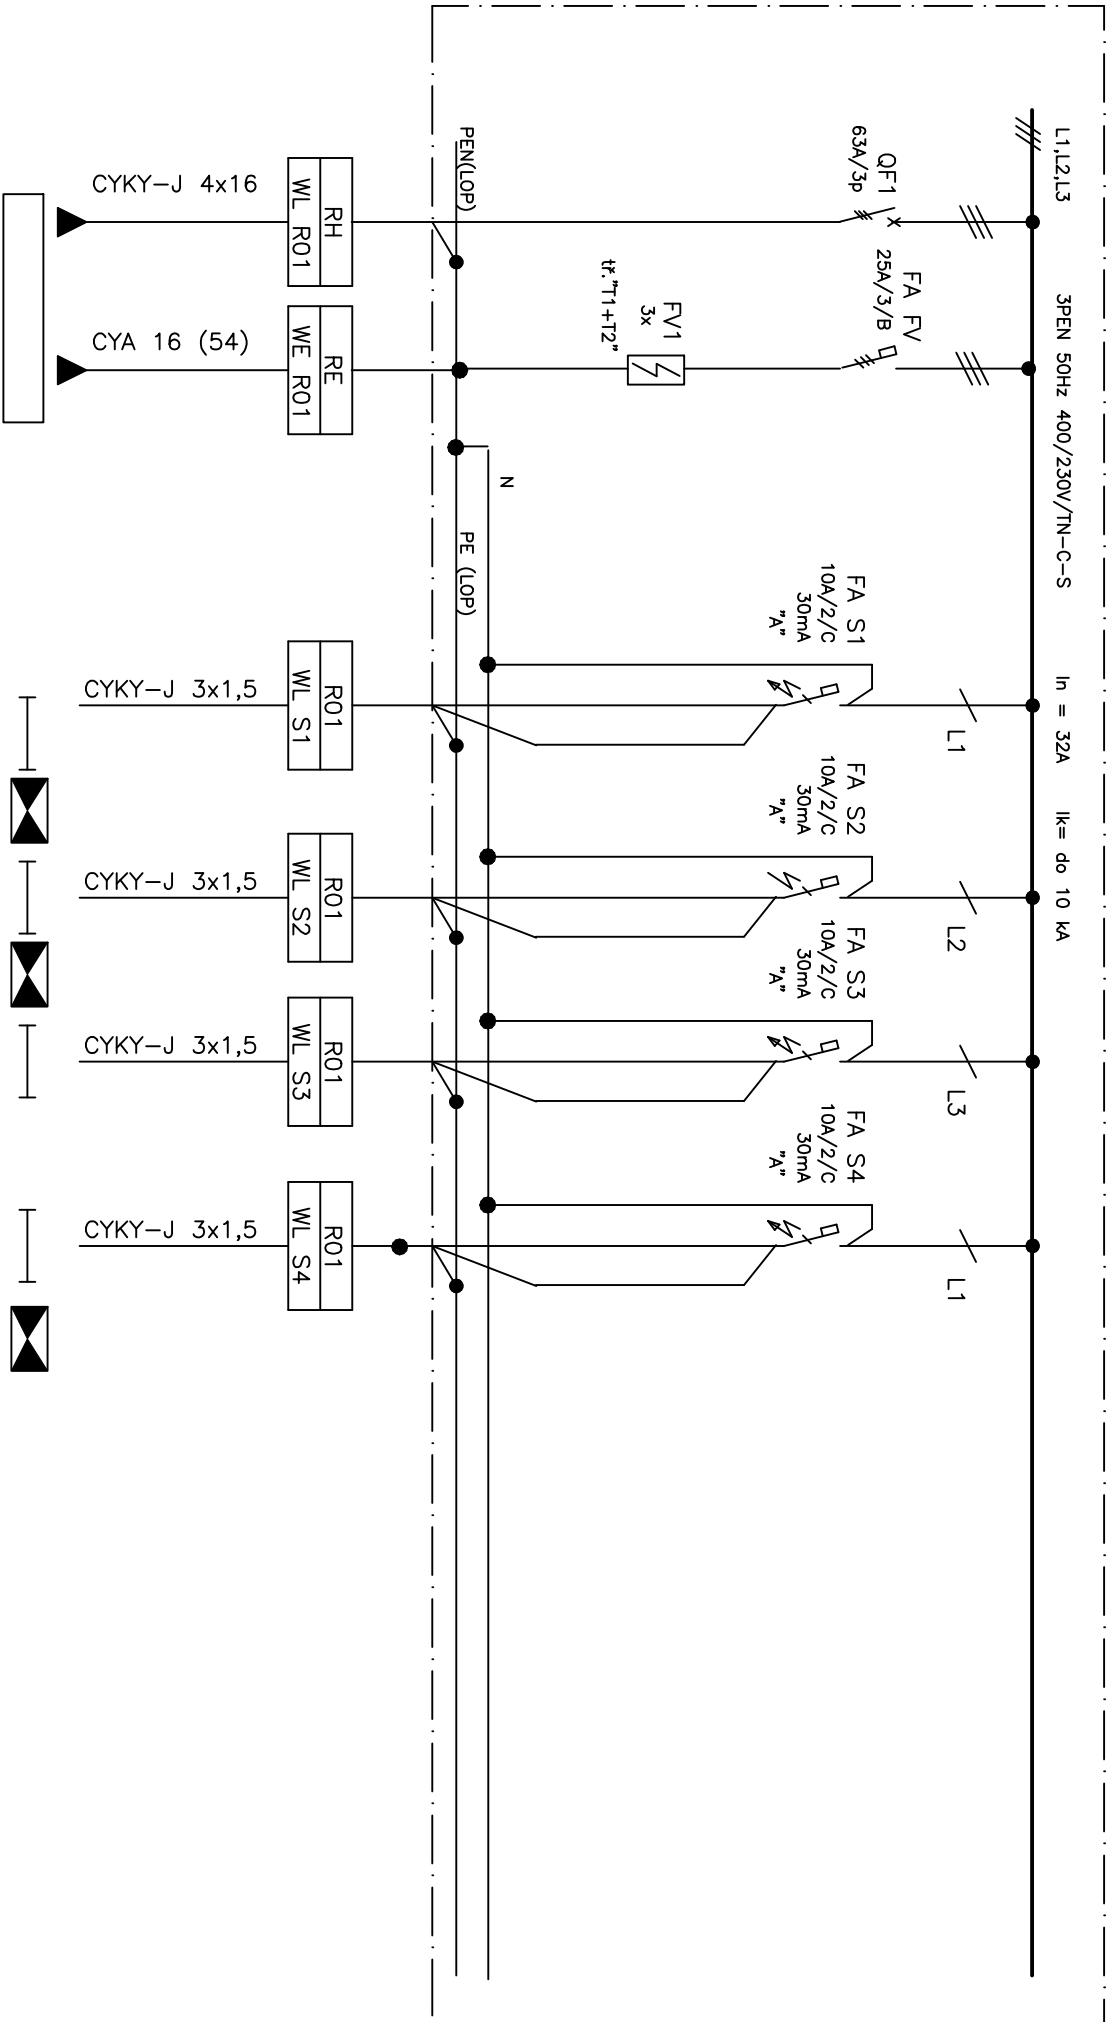 L1,L2,L3
3PEN 50Hz 400/230V/TN-C-S
In = 32A
Ik= do 10 kA
QF1
63A/3p
FA FV
25A/3/B
FV1
3x
tř."T1+T2"
PEN(LOP)
N
PE (LOP)
FA S1
10A/2/C
30mA
"A"
L1
FA S2
10A/2/C
30mA
"A"
L2
FA S3
10A/2/C
30mA
"A"
L3
FA S4
10A/2/C
30mA
"A"
L1
RH
WL R01
CYKY-J 4x16
RE
WE R01
CYA 16 (54)
R01
WL S1
CYKY-J 3x1,5
R01
WL S2
CYKY-J 3x1,5
R01
WL S3
CYKY-J 3x1,5
R01
WL S4
CYKY-J 3x1,5